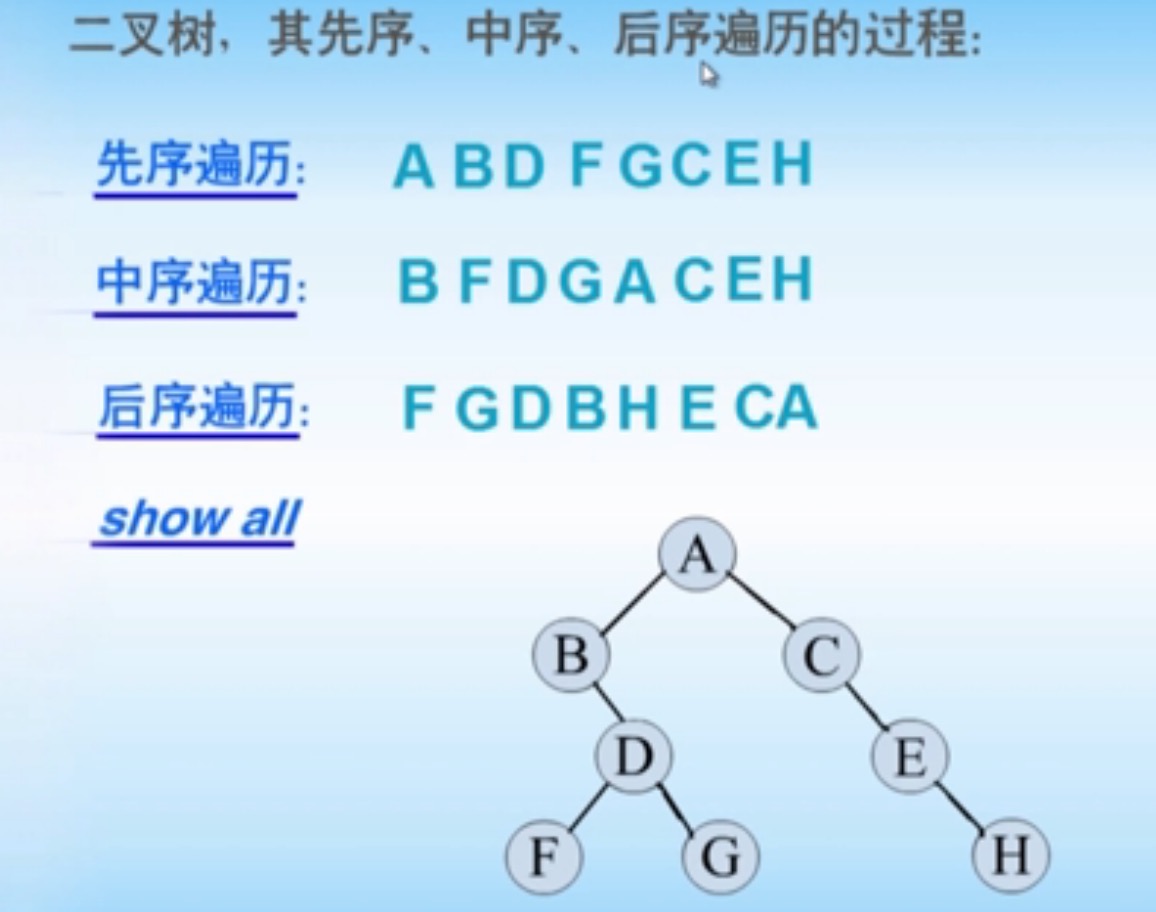 二叉树，其先序、中序、后序遍历的过程：
先序遍历： A B D F G C E H
中序遍历： B F D G A C E H
后序遍历： F G D B H E C A
show all
A
B C
D E
F G H